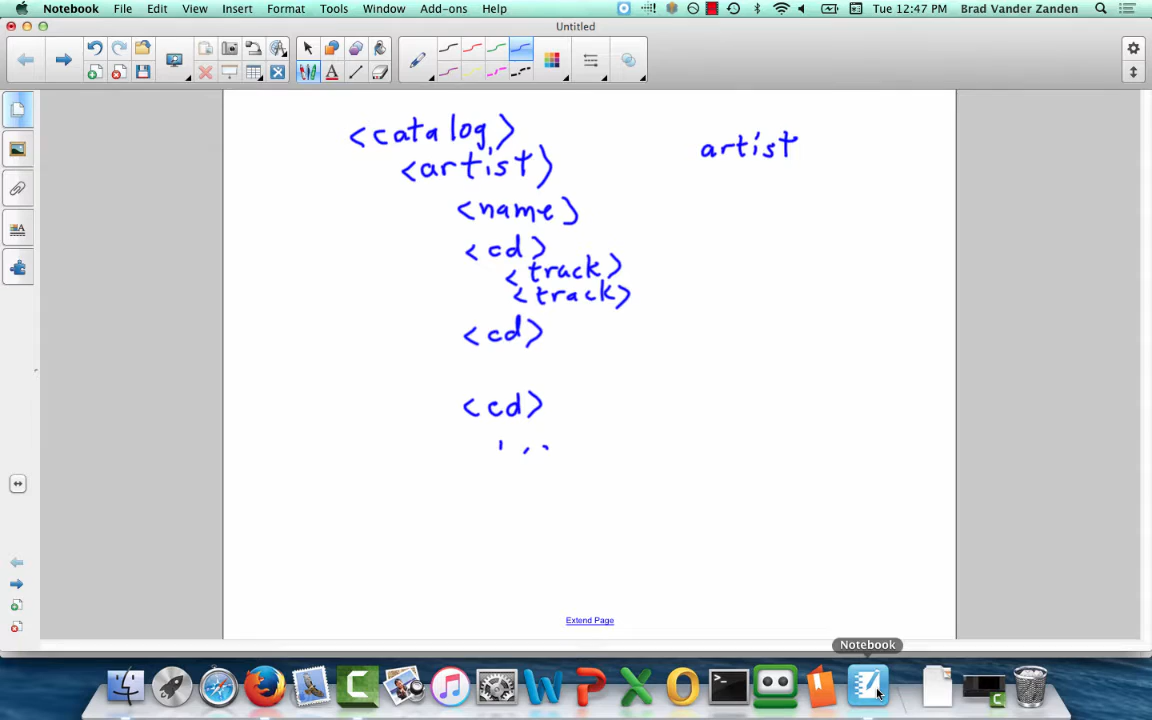 Notebook File Edit View Insert Format Tools Window Add-ons Help Tue 12:47 PM Brad Vander Zanden
Untitled
<catalog>
artist
<artist>
<name>
<cd>
<track>
<track>
<cd>
<cd>
...
Extend Page
Notebook